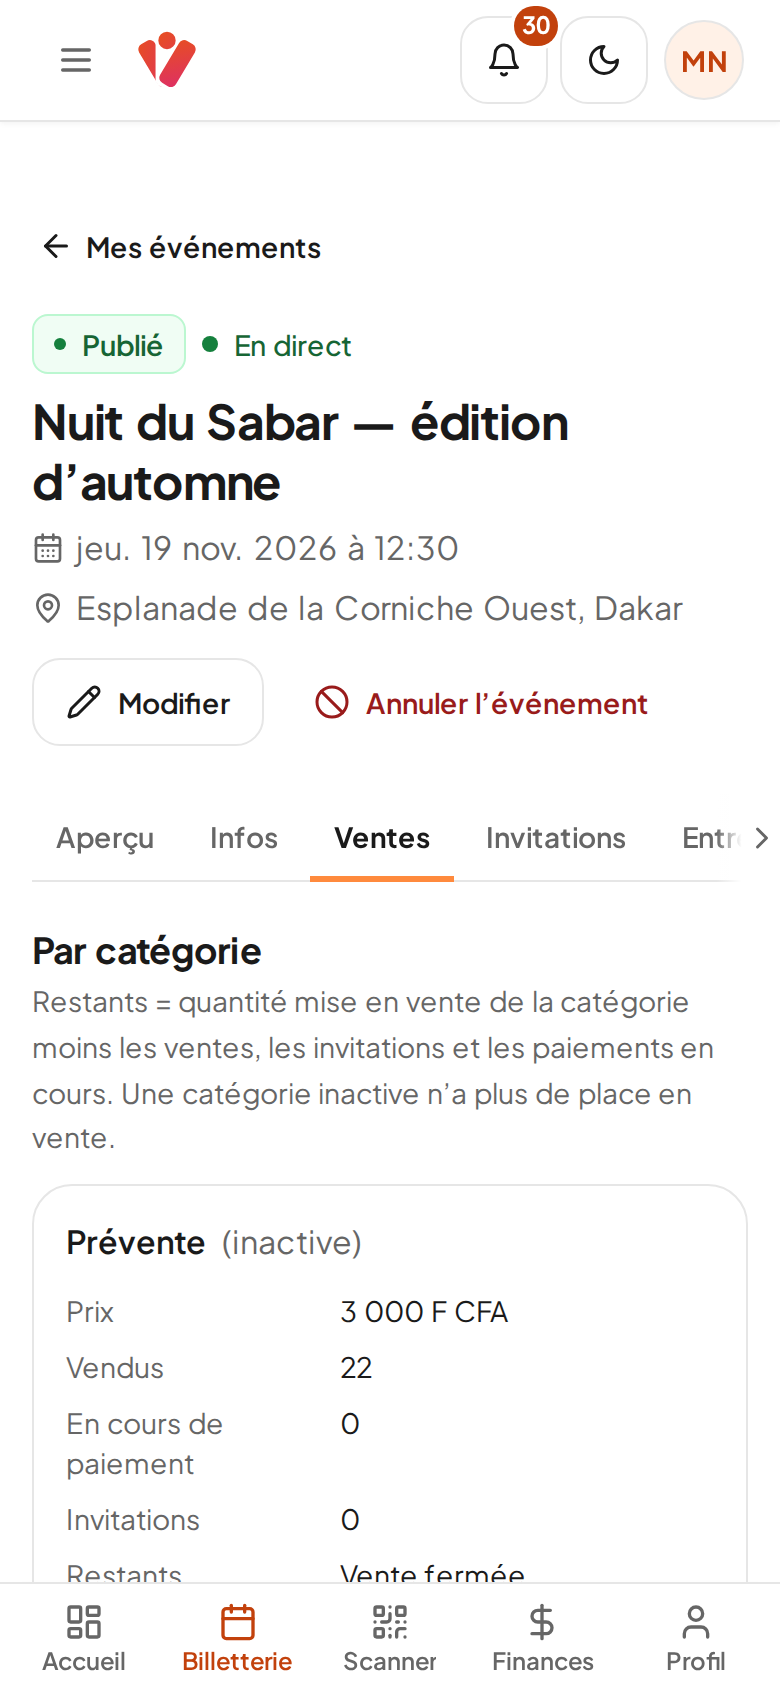 30
MN
Mes événements
Publié
En direct
Nuit du Sabar — édition
d’automne
jeu. 19 nov. 2026 à 12:30
Esplanade de la Corniche Ouest, Dakar
Modifier
Annuler l’événement
Aperçu
Infos
Ventes
Invitations
Par catégorie
Restants = quantité mise en vente de la catégorie
moins les ventes, les invitations et les paiements en
cours. Une catégorie inactive n’a plus de place en
vente.
Prévente (inactive)
Prix 3 000 F CFA
Vendus 22
En cours de 0
paiement
Invitations 0
Restants Vente fermée
Accueil
Billetterie
Scanner
Finances
Profil